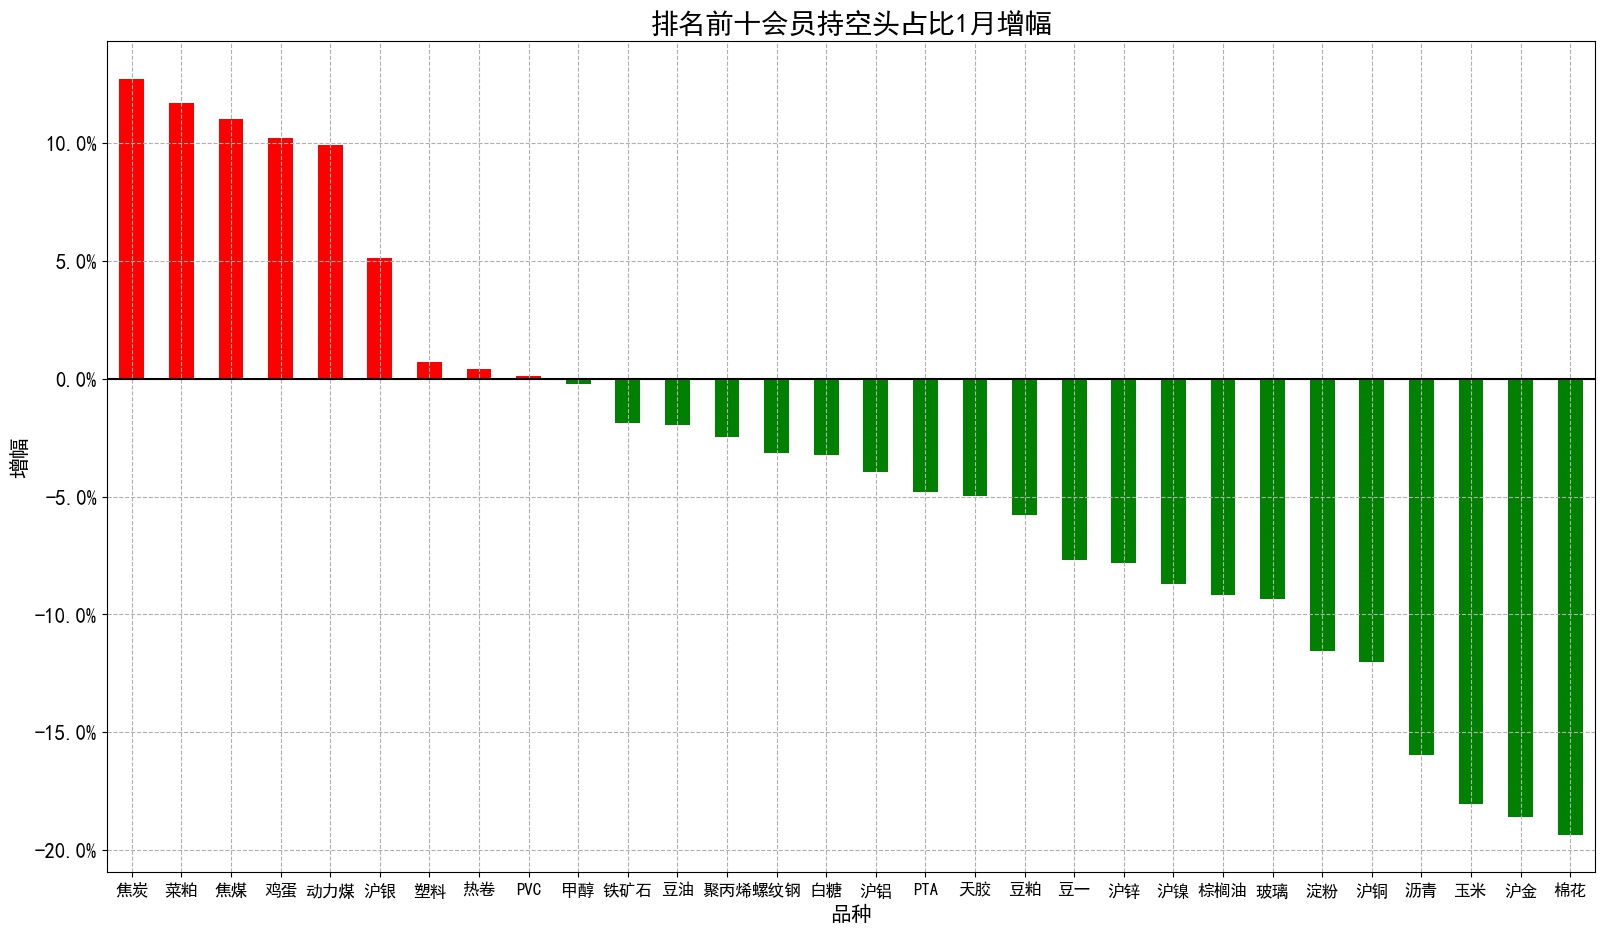 排名前十会员持空头占比1月增幅
10.0%
5.0%
0.0%
−5.0%
−10.0%
−15.0%
−20.0%
增幅
焦炭 菜粕 焦煤 鸡蛋 动力煤 沪银 塑料 热卷 PVC 甲醇 铁矿石 豆油 聚丙烯 螺纹钢 白糖 沪铝 PTA 天胶 豆粕 豆一 沪锌 沪镍 棕榈油 玻璃 淀粉 沪铜 沥青 玉米 沪金 棉花
品种